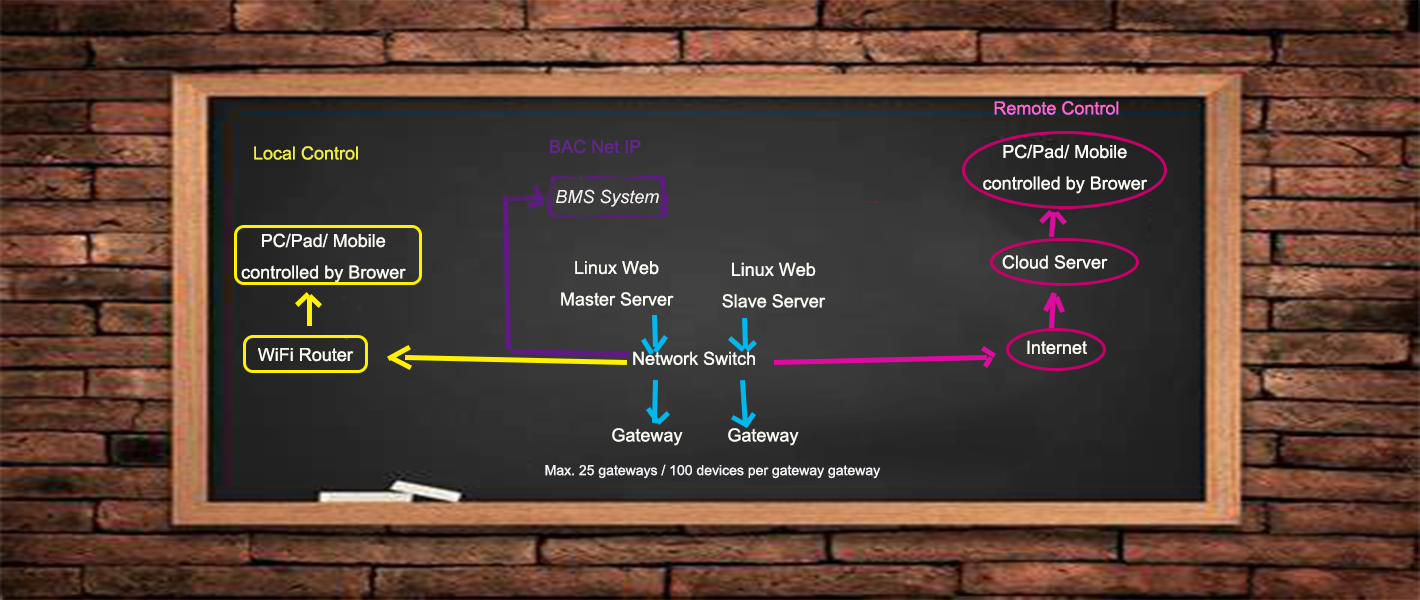 Remote Control
Local Control
BAC Net IP
PC/Pad/ Mobile
controlled by Brower
BMS System
PC/Pad/ Mobile
controlled by Brower
Cloud Server
Linux Web
Master Server
Linux Web
Slave Server
WiFi Router
Network Switch
Internet
Gateway
Gateway
Max. 25 gateways / 100 devices per gateway gateway